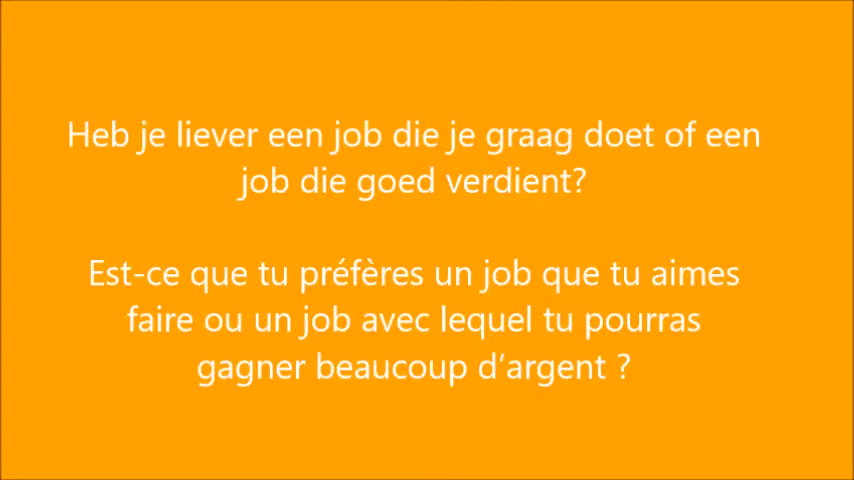 Heb je liever een job die je graag doet of een
job die goed verdient?
Est-ce que tu préfères un job que tu aimes
faire ou un job avec lequel tu pourras
gagner beaucoup d’argent ?